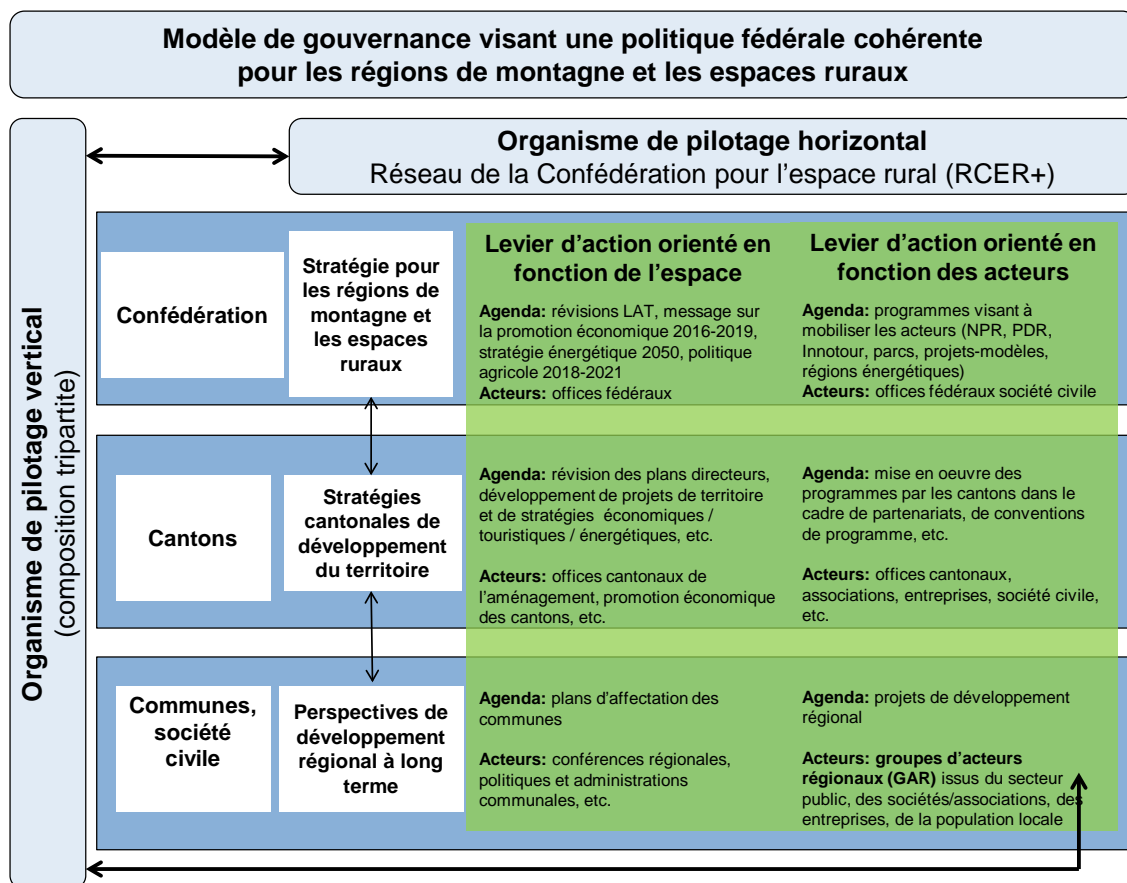 Modèle de gouvernance visant une politique fédérale cohérente
pour les régions de montagne et les espaces ruraux
Organisme de pilotage vertical
(composition tripartite)
Organisme de pilotage horizontal
Réseau de la Confédération pour l'espace rural (RCER+)
Confédération
Stratégie pour
les régions de
montagne et
les espaces
ruraux
Levier d'action orienté en
fonction de l'espace
Agenda: révisions LAT, message sur
la promotion économique 2016-2019,
stratégie énergétique 2050, politique
agricole 2018-2021
Acteurs: offices fédéraux
Levier d'action orienté en
fonction des acteurs
Agenda: programmes visant à
mobiliser les acteurs (NPR, PDR,
Innotour, parcs, projets-modèles,
régions énergétiques)
Acteurs: offices fédéraux société civile
Cantons
Stratégies
cantonales de
développement
du territoire
Agenda: révision des plans directeurs,
développement de projets de territoire
et de stratégies économiques /
touristiques / énergétiques, etc.
Acteurs: offices cantonaux de
l'aménagement, promotion économique
des cantons, etc.
Agenda: mise en oeuvre des
programmes par les cantons dans le
cadre de partenariats, de conventions
de programme, etc.
Acteurs: offices cantonaux,
associations, entreprises, société civile,
etc.
Communes,
société
civile
Perspectives de
développement
régional à long
terme
Agenda: plans d'affectation des
communes
Acteurs: conférences régionales,
politiques et administrations
communales, etc.
Agenda: projets de développement
régional
Acteurs: groupes d'acteurs
régionaux (GAR) issus du secteur
public, des sociétés/associations, des
entreprises, de la population locale